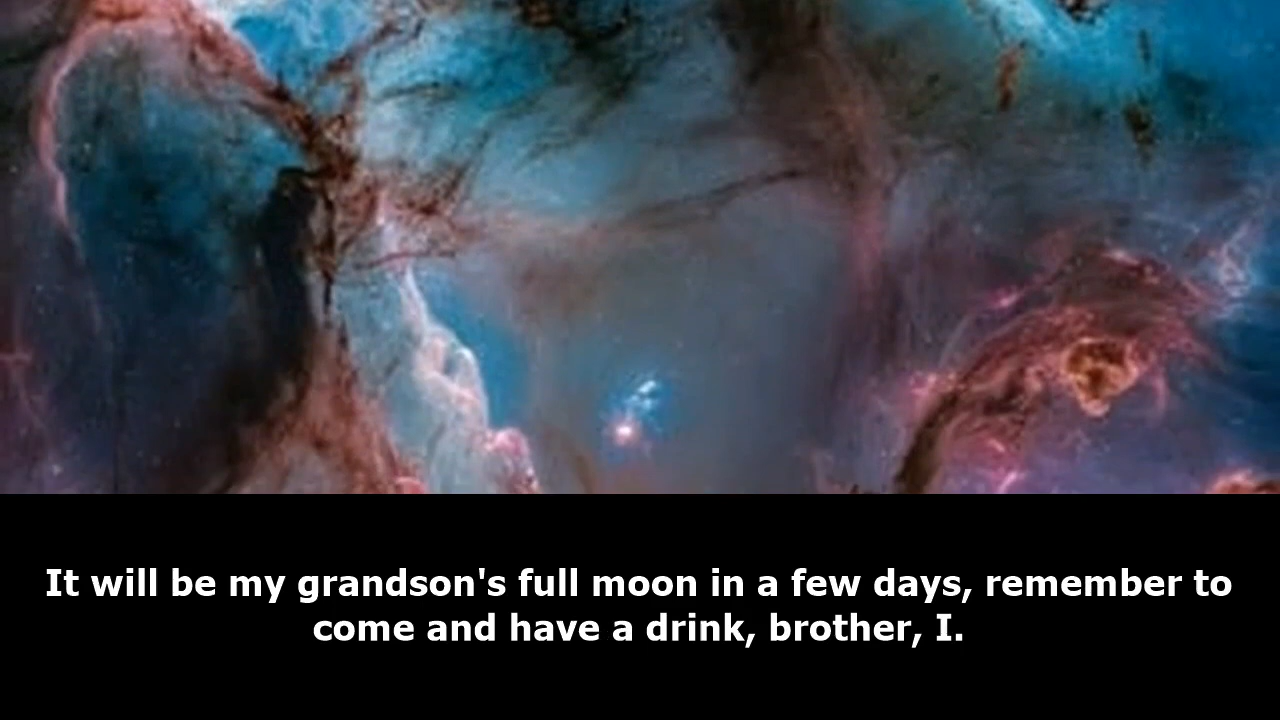 It will be my grandson's full moon in a few days, remember to
come and have a drink, brother, I.